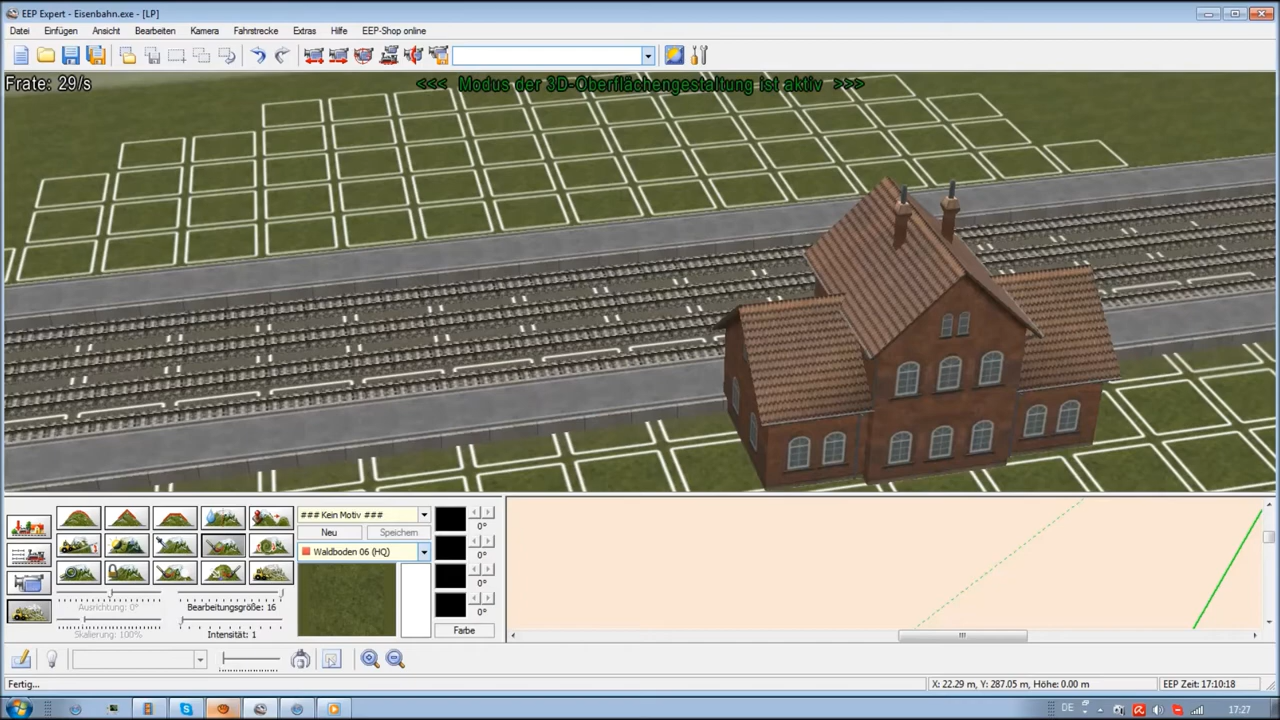 EEP Expert - Eisenbahn.exe - [LP]
Datei Einfügen Ansicht Bearbeiten Kamera Fahrstrecke Extras Hilfe EEP-Shop online
Frate: 29/s
<<< Modus der 3D-Oberflächengestaltung ist aktiv >>>
### Kein Motiv ###
Neu Speichern
0°
Waldboden 06 (HQ)
0°
0°
Ausrichtung: 0° Bearbeitungsgröße: 16
0°
Skalierung: 100% Intensität: 1
Farbe
Fertig... X: 22.29 m, Y: 287.05 m, Höhe: 0.00 m EEP Zeit: 17:10:18
DE 17:27